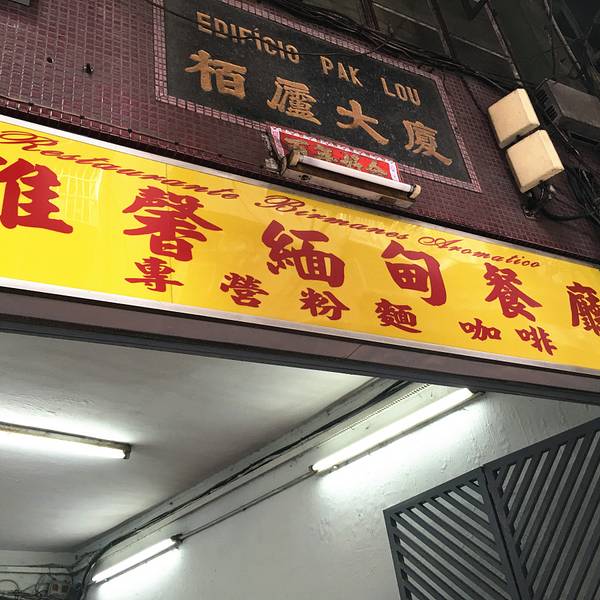 EDIFÍCIO PAK LOU
栢廬大廈
Restaurante Birmanes Aromatico
雅馨緬甸餐廳
專營粉麵咖啡